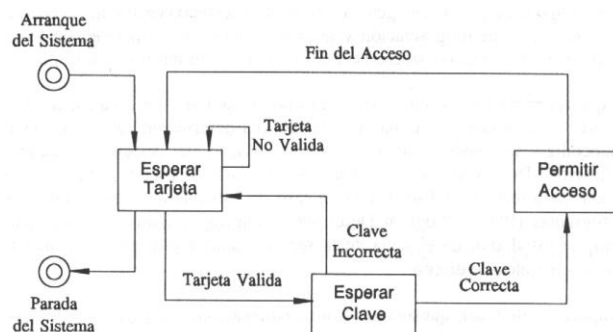 Arranque
del Sistema
Fin del Acceso
Tarjeta
No Valida
Esperar
Tarjeta
Permitir
Acceso
Clave
Incorrecta
Tarjeta Valida
Clave
Correcta
Esperar
Clave
Parada
del Sistema